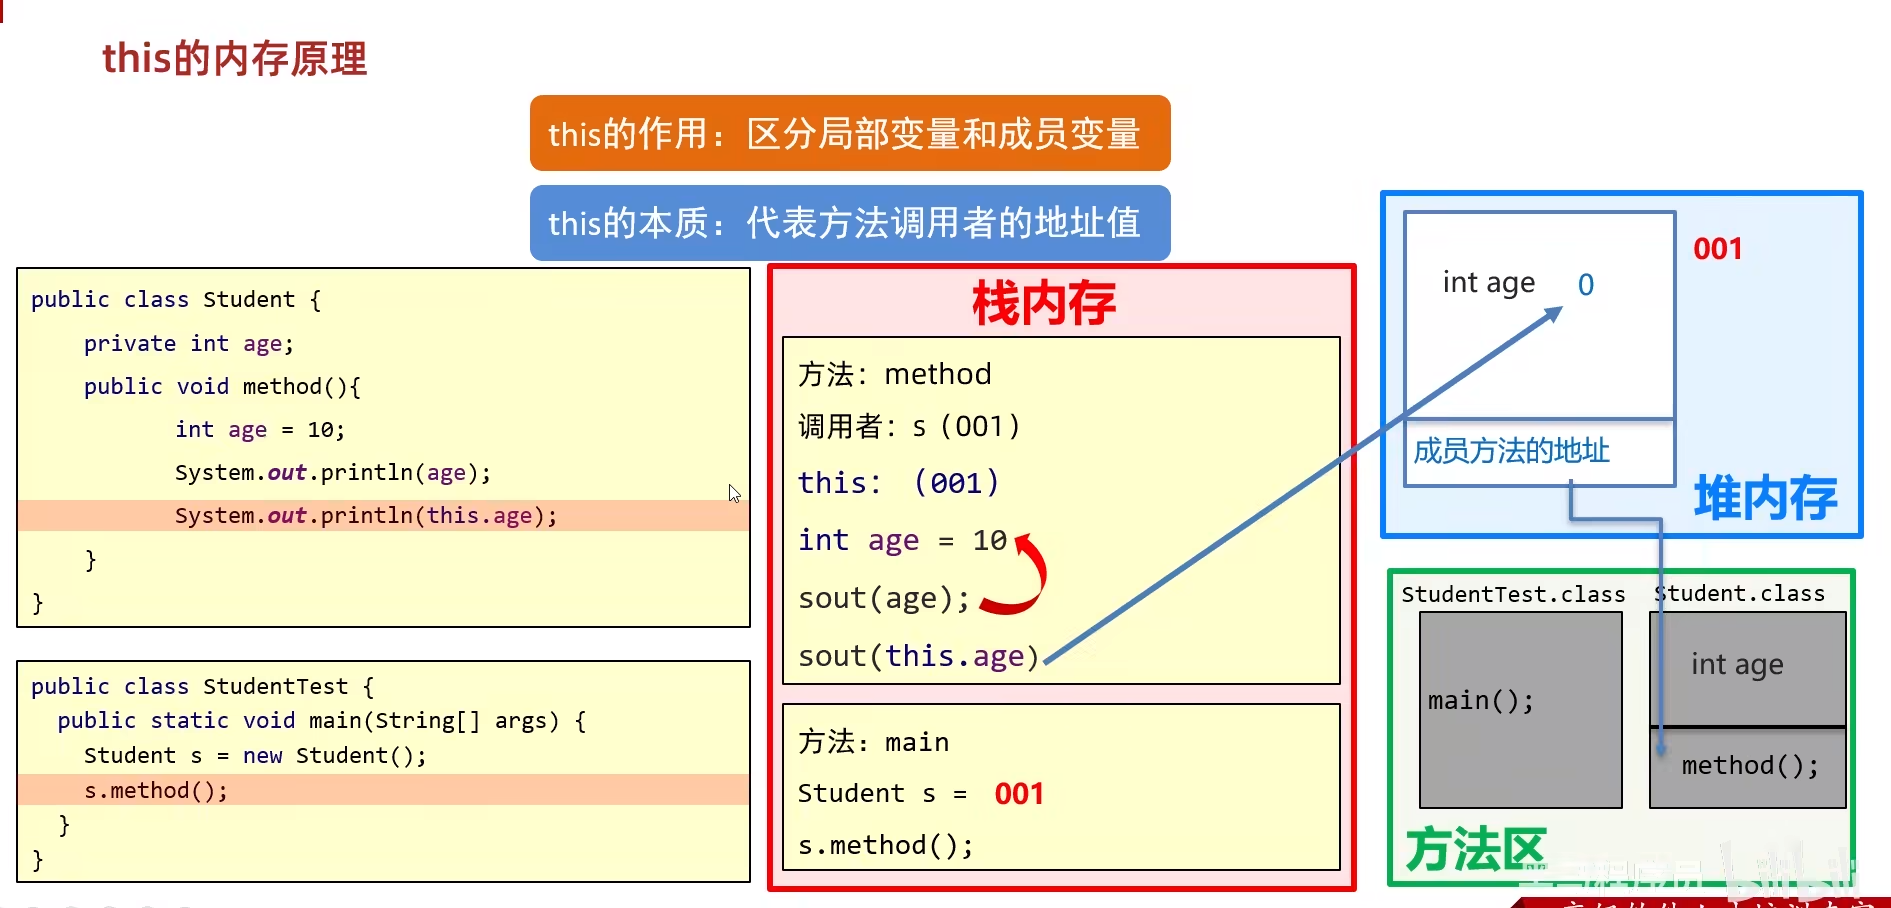 this的内存原理
this的作用：区分局部变量和成员变量
this的本质：代表方法调用者的地址值
public class Student {
private int age;
public void method(){
int age = 10;
System.out.println(age);
System.out.println(this.age);
}
}
public class StudentTest {
public static void main(String[] args) {
Student s = new Student();
s.method();
}
}
栈内存
方法：method
调用者：s（001）
this：（001）
int age = 10
sout(age);
sout(this.age)
方法：main
Student s = 001
s.method();
int age 0
001
成员方法的地址
堆内存
StudentTest.class
main();
Student.class
int age
method();
方法区
黑马程序员
bilibili